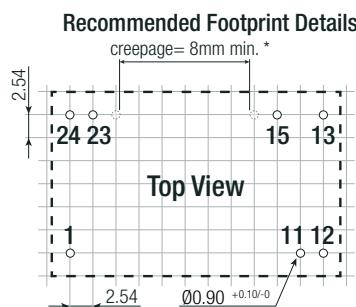 Recommended Footprint Details
creepage= 8mm min. *
2.54
24 23 15 13
Top View
1 11 12
2.54 Ø0.90 +0.10/-0